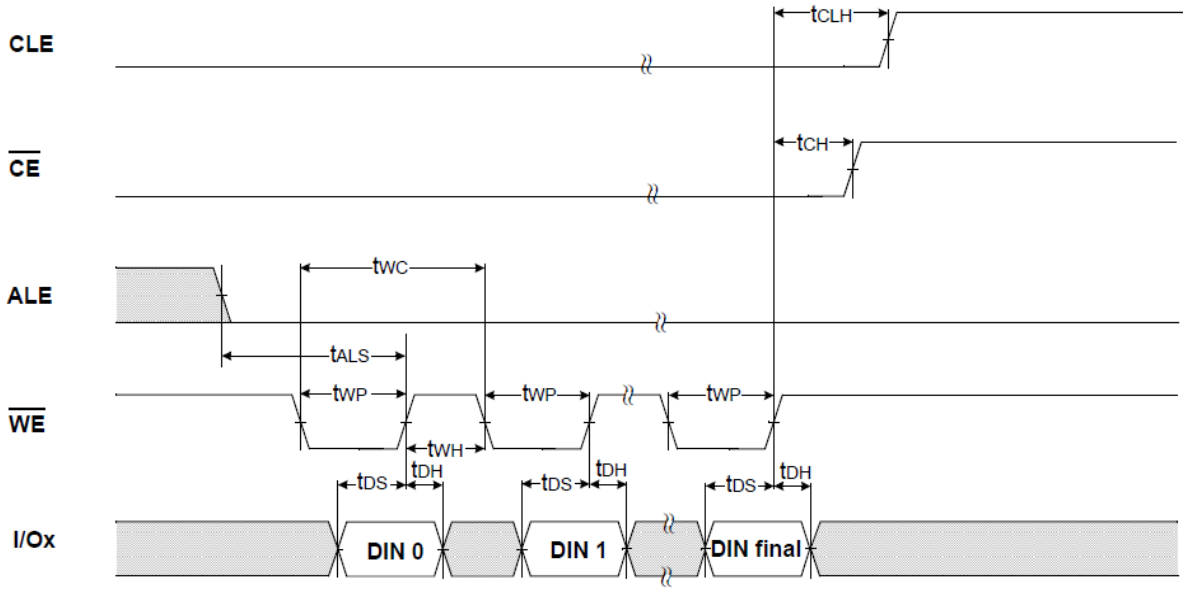 tCLH
CLE
tCH
CE
tWC
ALE
tALS
tWP tWP tWP
WE
tWH
tDS tDH tDS tDH tDS tDH
I/Ox DIN 0 DIN 1 DIN final